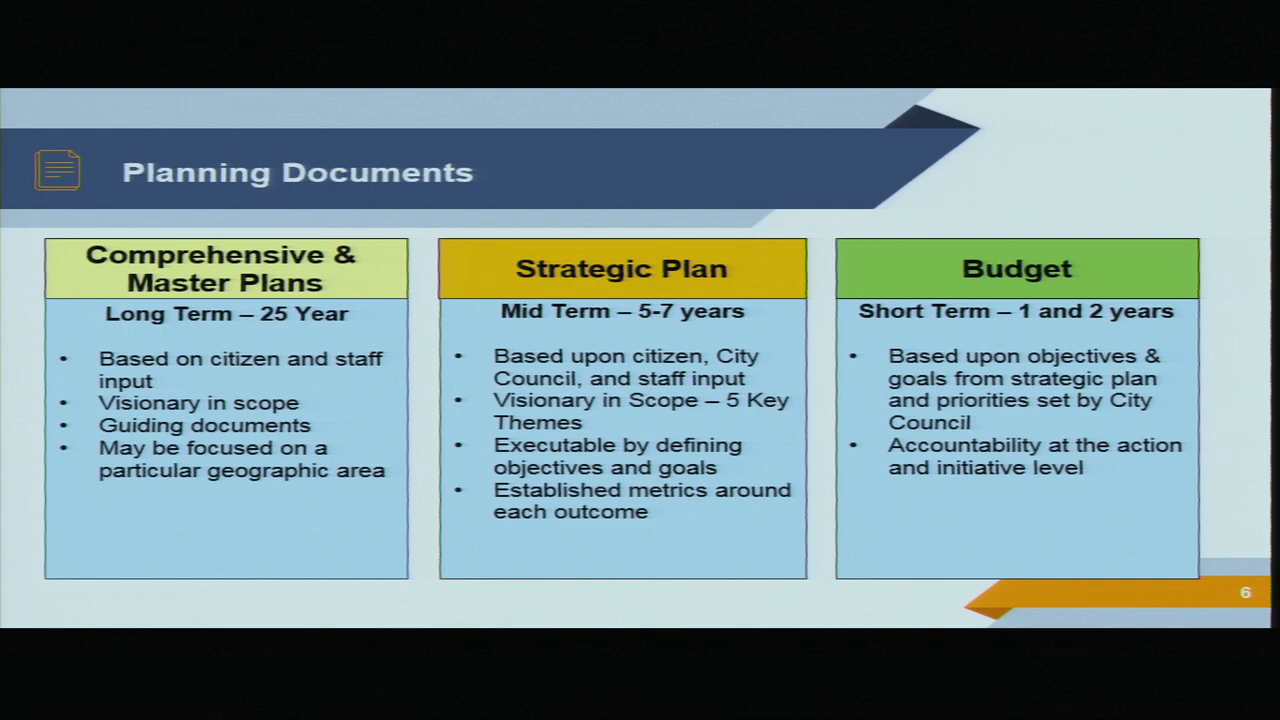 Planning Documents
Comprehensive &
Master Plans
Long Term – 25 Year
• Based on citizen and staff
input
• Visionary in scope
• Guiding documents
• May be focused on a
particular geographic area
Strategic Plan
Mid Term – 5-7 years
• Based upon citizen, City
Council, and staff input
• Visionary in Scope – 5 Key
Themes
• Executable by defining
objectives and goals
• Established metrics around
each outcome
Budget
Short Term – 1 and 2 years
• Based upon objectives &
goals from strategic plan
and priorities set by City
Council
• Accountability at the action
and initiative level
6